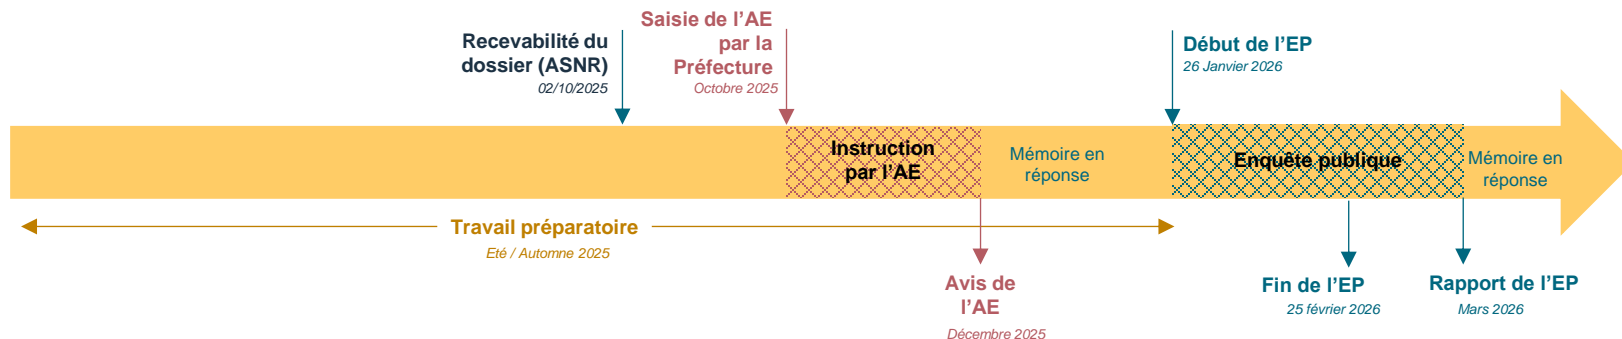 Recevabilité du
dossier (ASNR)
02/10/2025
Saisie de l'AE
par la
Préfecture
Octobre 2025
Début de l'EP
26 Janvier 2026
Instruction
par l'AE
Mémoire en
réponse
Enquête publique
Mémoire en
réponse
Travail préparatoire
Eté / Automne 2025
Avis de
l'AE
Décembre 2025
Fin de l'EP
25 février 2026
Rapport de l'EP
Mars 2026